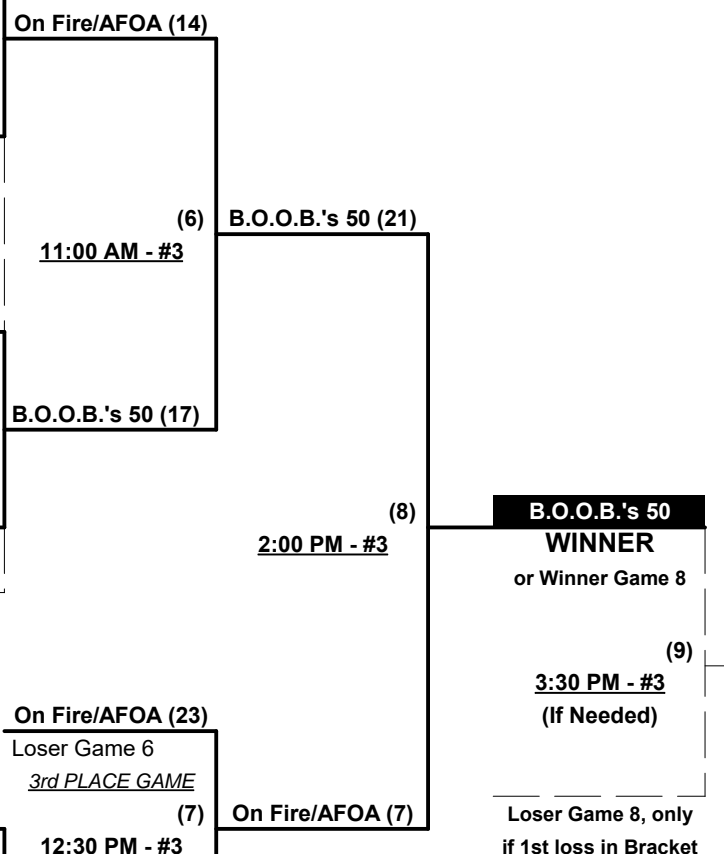 On Fire/AFOA (14)
(6)
B.O.O.B.'s 50 (21)
11:00 AM - #3
B.O.O.B.'s 50 (17)
(8)
B.O.O.B.'s 50
2:00 PM - #3
WINNER
or Winner Game 8
(9)
3:30 PM - #3
(If Needed)
On Fire/AFOA (23)
Loser Game 6
3rd PLACE GAME
(7)
On Fire/AFOA (7)
12:30 PM - #3
Loser Game 8, only
if 1st loss in Bracket